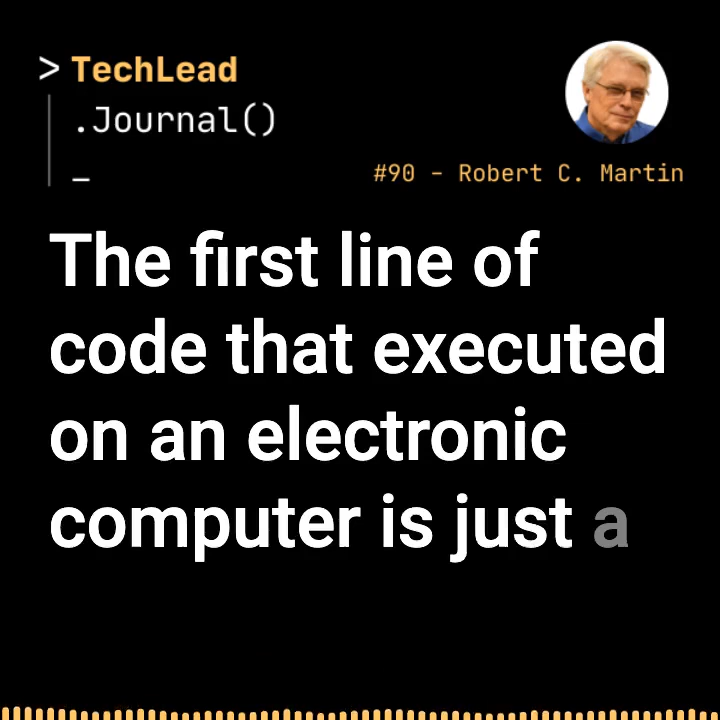 > TechLead
.Journal()
_
#90 - Robert C. Martin
The first line of
code that executed
on an electronic
computer is just a